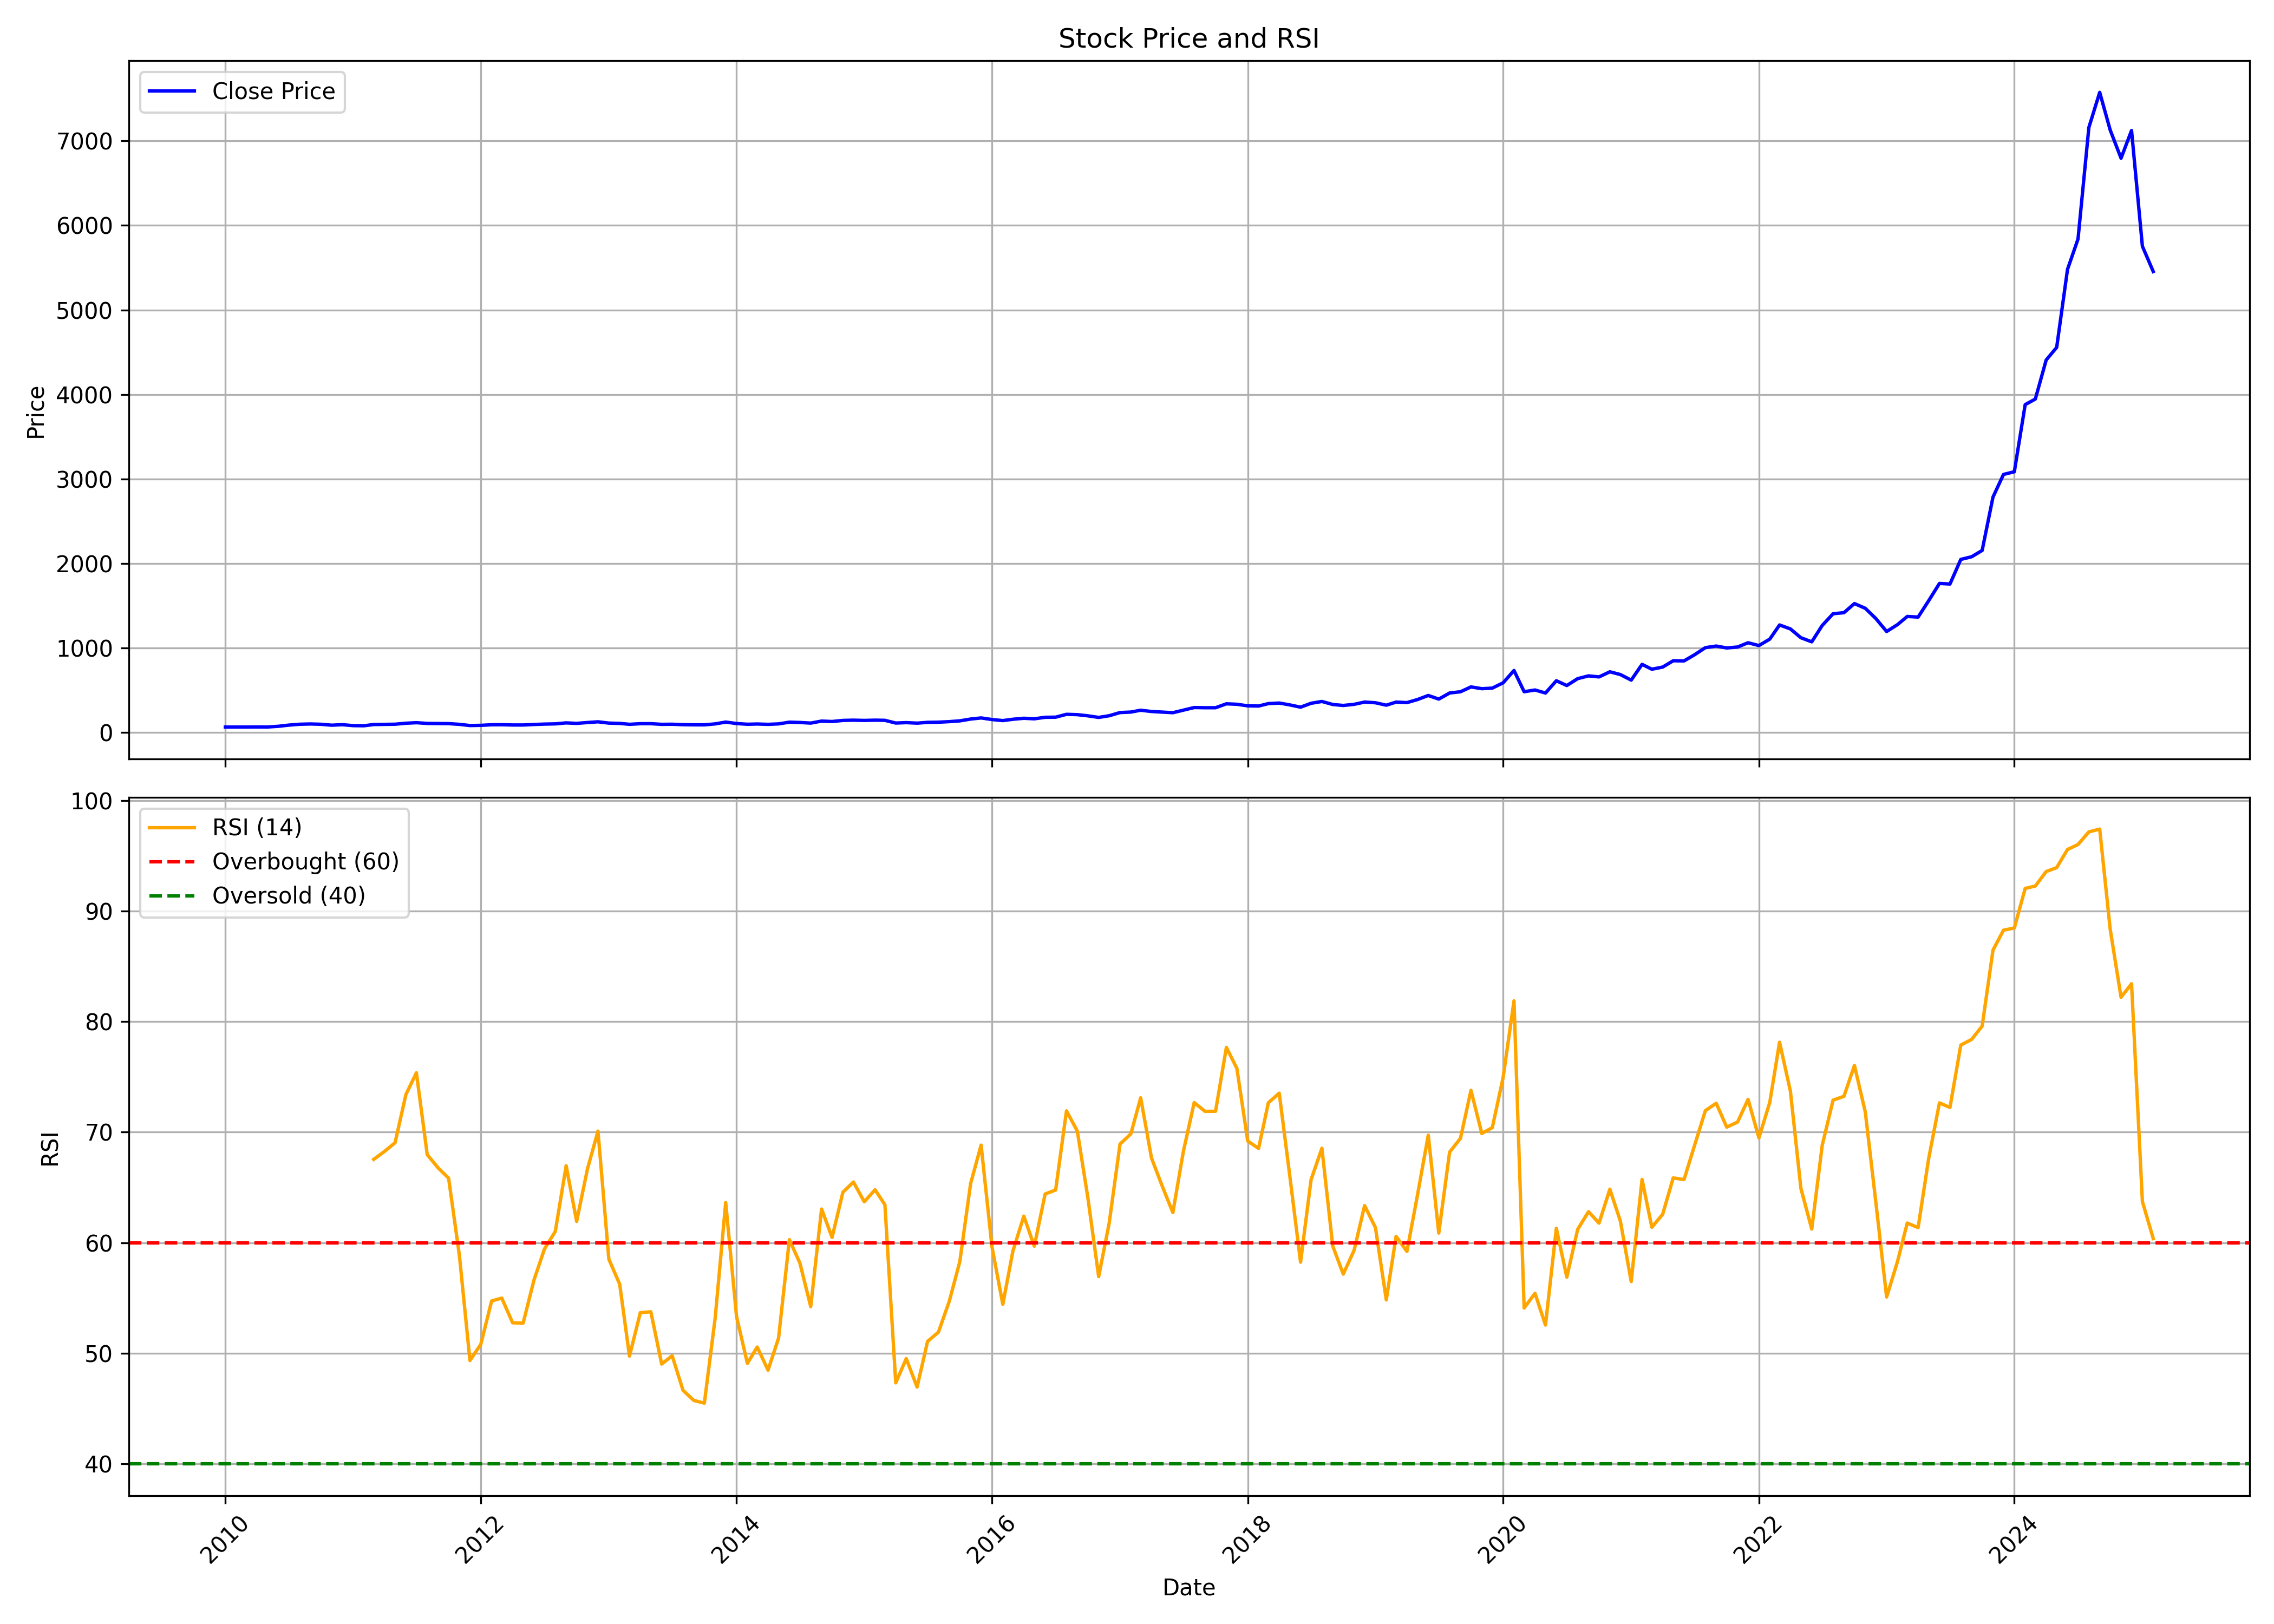 Stock Price and RSI
Close Price
7000
6000
5000
4000
3000
2000
1000
0
Price
RSI (14)
Overbought (60)
Oversold (40)
100
90
80
70
60
50
40
RSI
2010
2012
2014
2016
2018
2020
2022
2024
Date